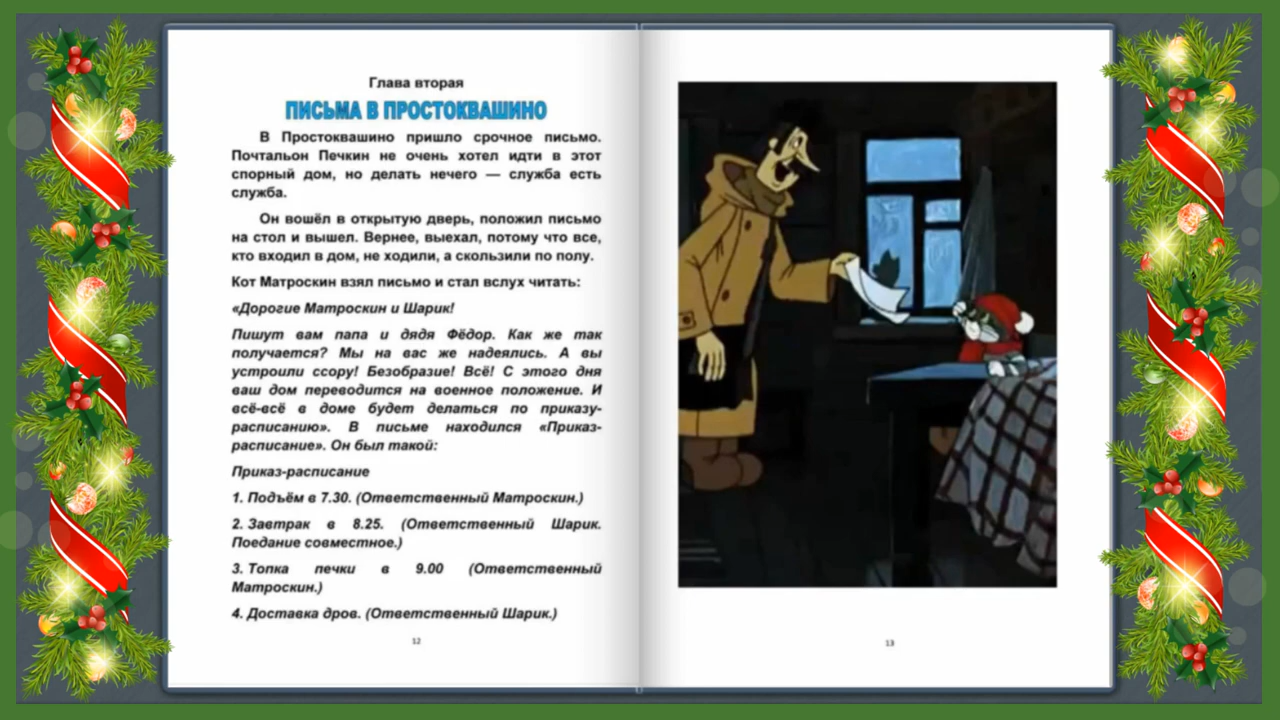 Глава вторая
ПИСЬМА В ПРОСТОКВАШИНО
В Простоквашино пришло срочное письмо.
Почтальон Печкин не очень хотел идти в этот
спорный дом, но делать нечего — служба есть
служба.
Он вошёл в открытую дверь, положил письмо
на стол и вышел. Вернее, выехал, потому что все,
кто входил в дом, не ходили, а скользили по полу.
Кот Матроскин взял письмо и стал вслух читать:
«Дорогие Матроскин и Шарик!
Пишут вам папа и дядя Фёдор. Как же так
получается? Мы на вас же надеялись. А вы
устроили ссору! Безобразие! Всё! С этого дня
ваш дом переводится на военное положение. И
всё-всё в доме будет делаться по приказу-
расписанию». В письме находился «Приказ-
расписание». Он был такой:
Приказ-расписание
1. Подъём в 7.30. (Ответственный Матроскин.)
2. Завтрак в 8.25. (Ответственный Шарик.
Поедание совместное.)
3. Топка печки в 9.00 (Ответственный
Матроскин.)
4. Доставка дров. (Ответственный Шарик.)
12
13